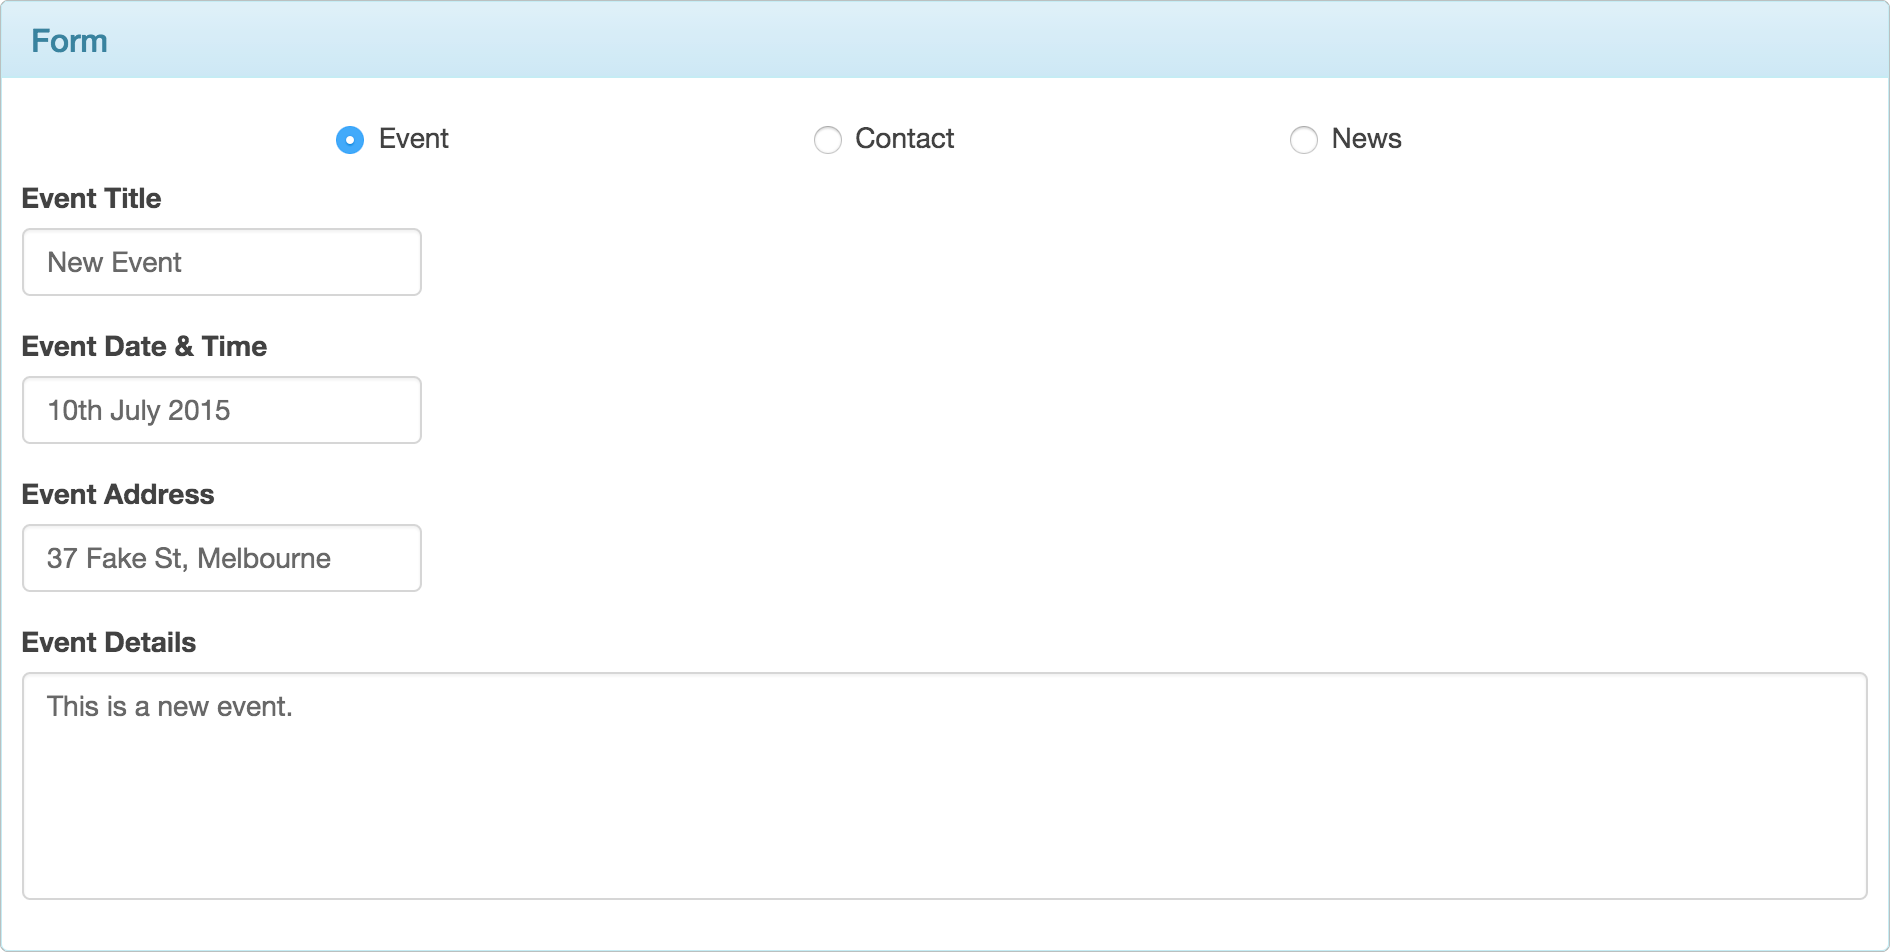 Form
Event Contact News
Event Title
New Event
Event Date & Time
10th July 2015
Event Address
37 Fake St, Melbourne
Event Details
This is a new event.